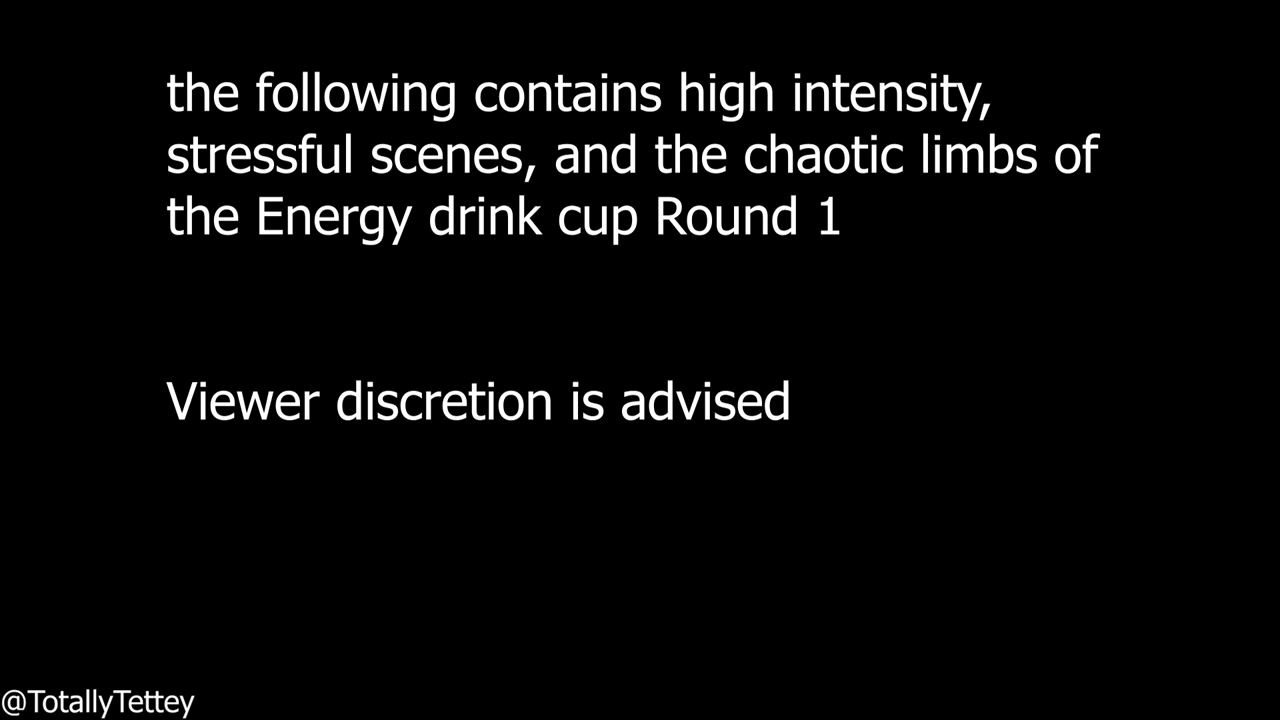 the following contains high intensity,
stressful scenes, and the chaotic limbs of
the Energy drink cup Round 1
Viewer discretion is advised
@TotallyTettey